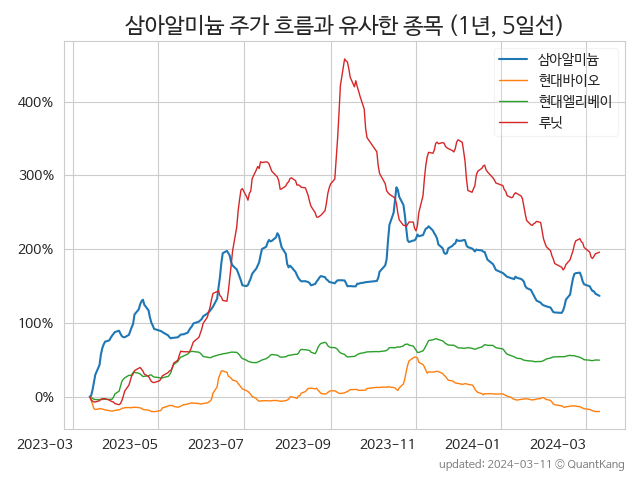 삼아알미늄 주가 흐름과 유사한 종목 (1년, 5일선)
삼아알미늄
현대바이오
현대엘리베이
루닛
400%
300%
200%
100%
0%
2023-03
2023-05
2023-07
2023-09
2023-11
2024-01
2024-03
updated: 2024-03-11 © QuantKang